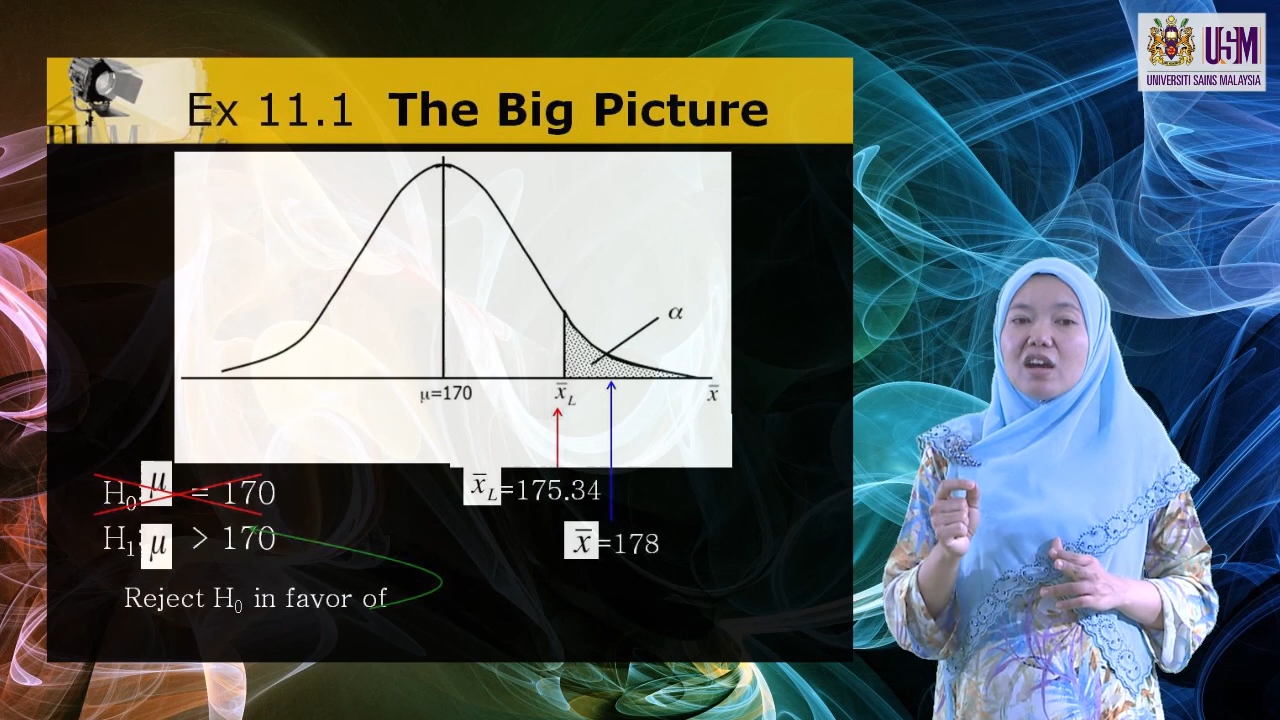 USM
UNIVERSITI SAINS MALAYSIA
Ex 11.1 The Big Picture
α
μ=170
x̄L
x̄
H₀: μ = 170
x̄L=175.34
H₁: μ > 170
x̄=178
Reject H₀ in favor of